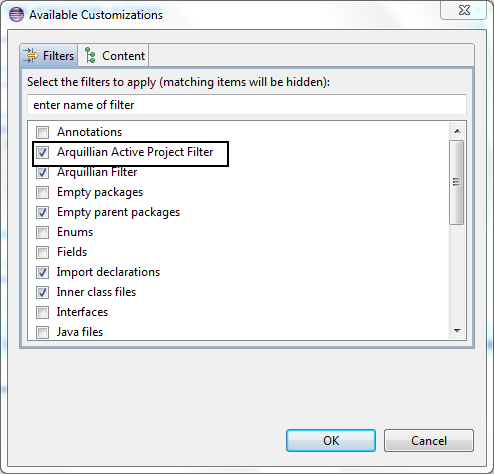 Available Customizations
Filters
Content
Select the filters to apply (matching items will be hidden):
enter name of filter
Annotations
Arquillian Active Project Filter
Arquillian Filter
Empty packages
Empty parent packages
Enums
Fields
Import declarations
Inner class files
Interfaces
Java files
OK
Cancel